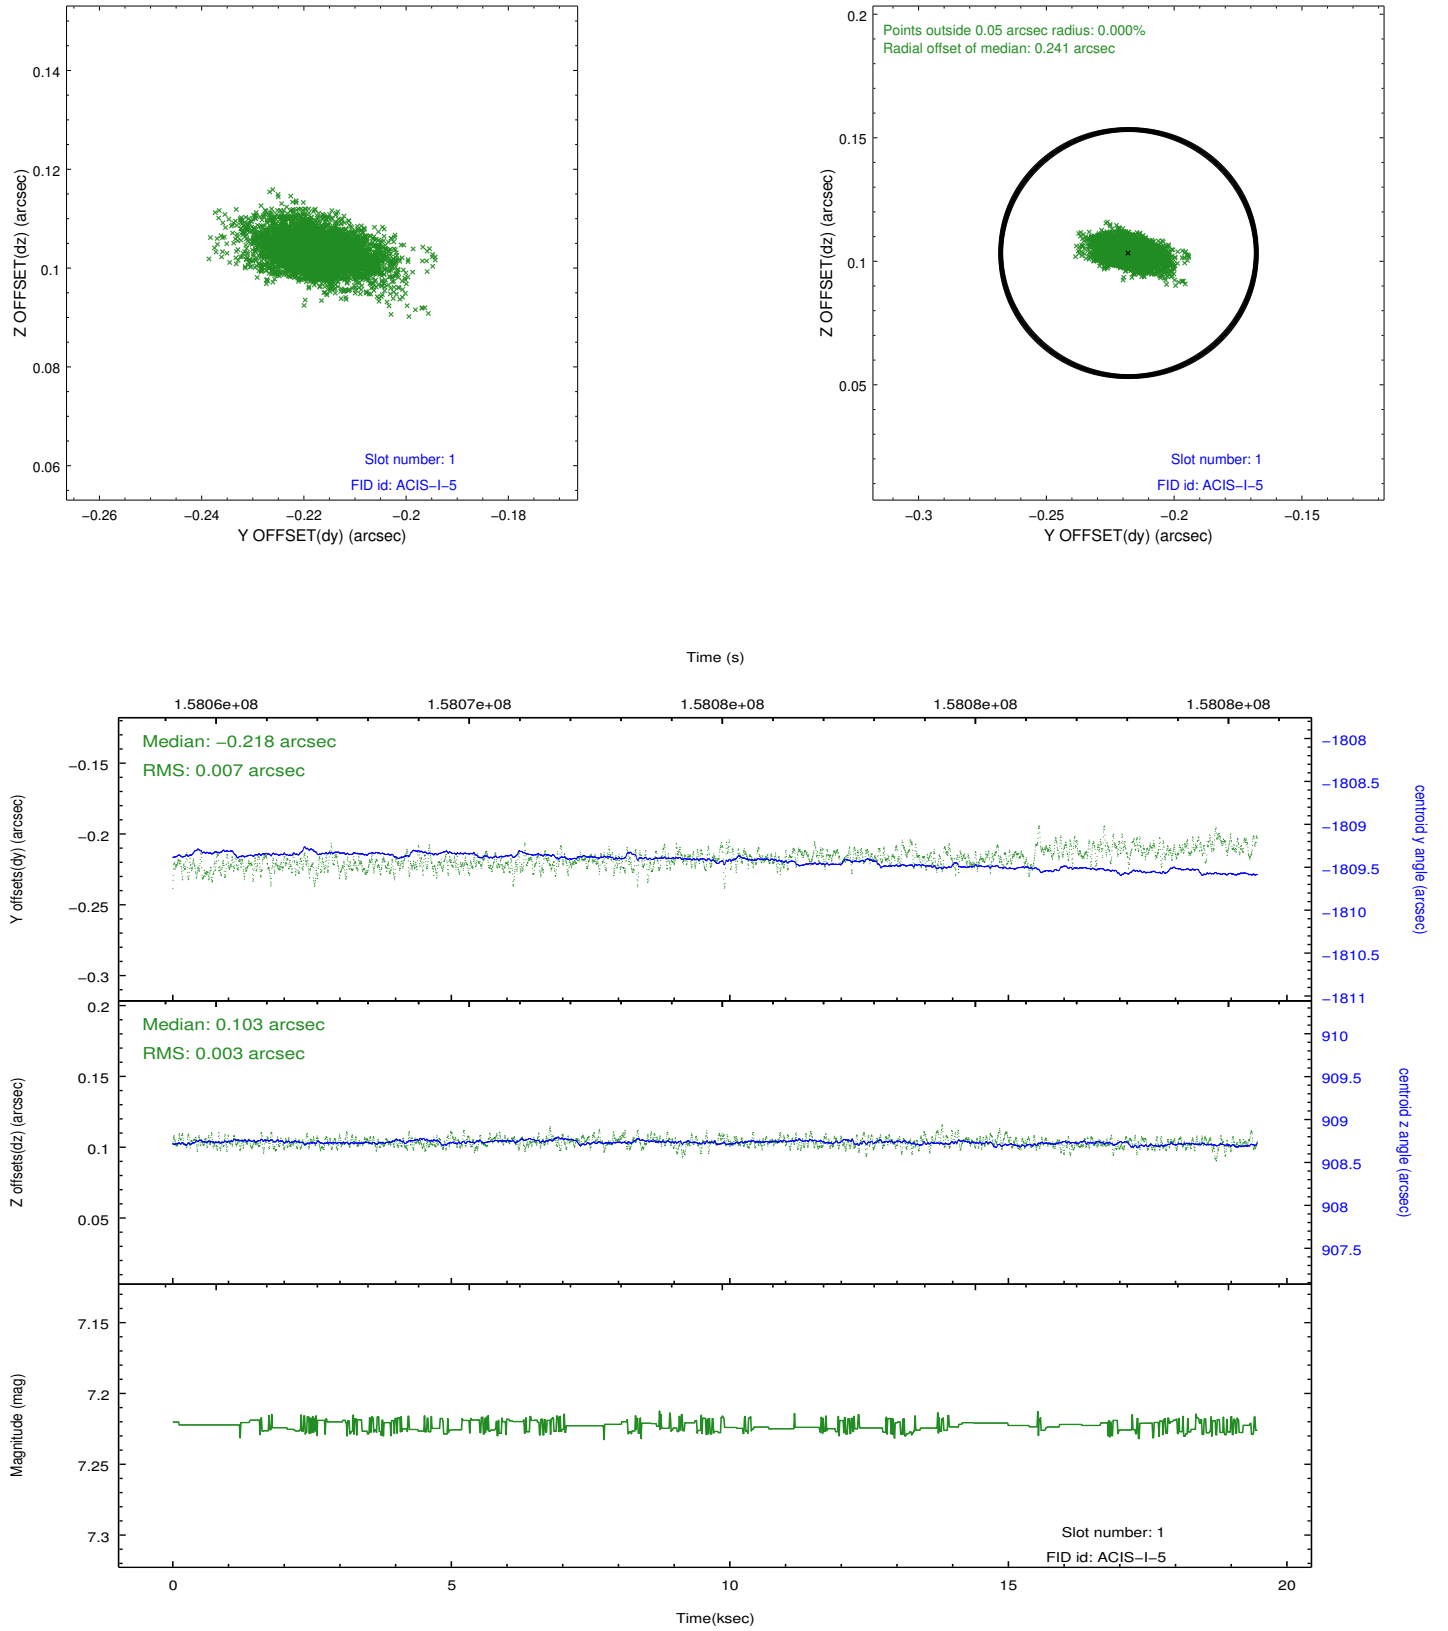 0.14
0.12
0.1
0.08
0.06
Z OFFSET(dz) (arcsec)
Slot number: 1
FID id: ACIS−I−5
−0.26
−0.24
−0.22
−0.2
−0.18
Y OFFSET(dy) (arcsec)
0.2
0.15
0.1
0.05
Z OFFSET(dz) (arcsec)
Points outside 0.05 arcsec radius: 0.000%
Radial offset of median: 0.241 arcsec
Slot number: 1
FID id: ACIS−I−5
−0.3
−0.25
−0.2
−0.15
Y OFFSET(dy) (arcsec)
Time (s)
1.5806e+08
1.5807e+08
1.5808e+08
1.5808e+08
1.5808e+08
Median: −0.218 arcsec
RMS: 0.007 arcsec
−0.15
−0.2
−0.25
−0.3
Y offsets(dy) (arcsec)
−1808
−1808.5
−1809
−1809.5
−1810
−1810.5
−1811
centroid y angle (arcsec)
Median: 0.103 arcsec
RMS: 0.003 arcsec
0.2
0.15
0.1
0.05
Z offsets(dz) (arcsec)
910
909.5
909
908.5
908
907.5
centroid z angle (arcsec)
7.15
7.2
7.25
7.3
Magnitude (mag)
Slot number: 1
FID id: ACIS−I−5
0
5
10
15
20
Time(ksec)